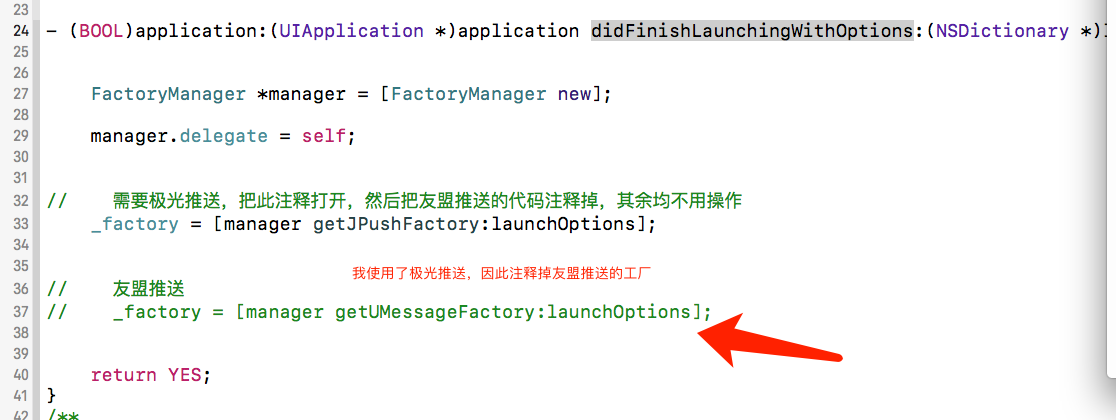 23
24 - (BOOL)application:(UIApplication *)application didFinishLaunchingWithOptions:(NSDictionary *)l
25
26
27 FactoryManager *manager = [FactoryManager new];
28
29 manager.delegate = self;
30
31
32 // 需要极光推送，把此注释打开，然后把友盟推送的代码注释掉，其余均不用操作
33 _factory = [manager getJPushFactory:launchOptions];
34
35
我使用了极光推送，因此注释掉友盟推送的工厂
36 // 友盟推送
37 // _factory = [manager getUMessageFactory:launchOptions];
38
39
40 return YES;
41 }
42 /**